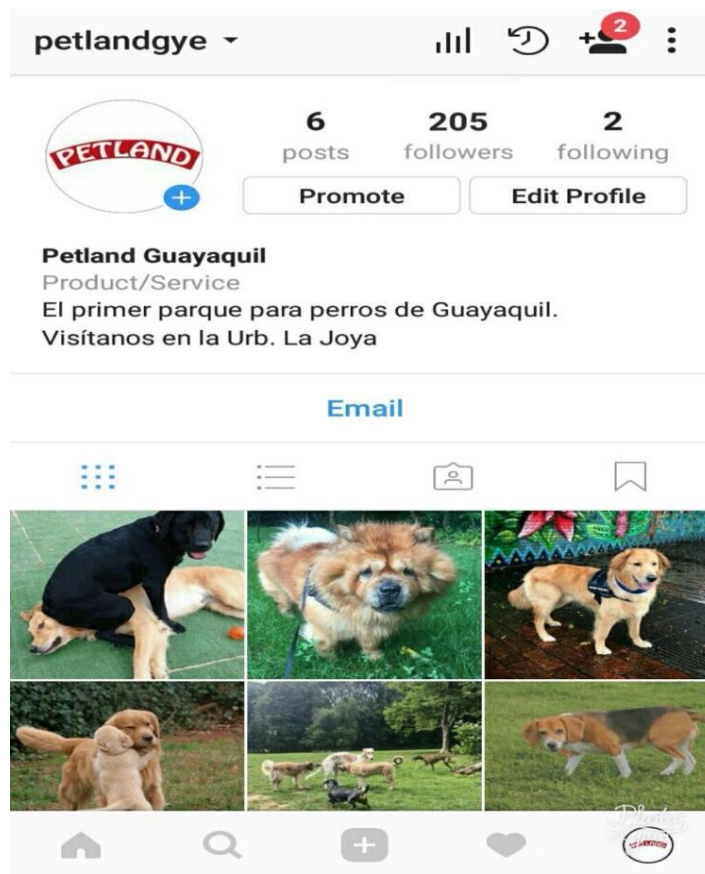 petlandgye
2
PETLAND
6 205 2
posts followers following
Promote Edit Profile
Petland Guayaquil
Product/Service
El primer parque para perros de Guayaquil.
Visítanos en la Urb. La Joya
Email